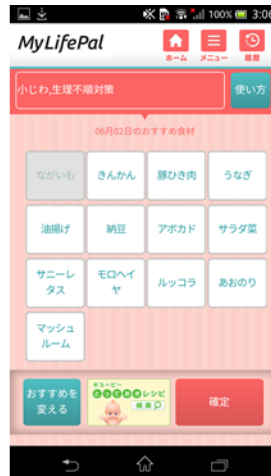 100% 3:06
MyLifePal
ホーム メニュー 履歴
小じわ,生理不順対策
使い方
06月02日のおすすめ食材
ながいも きんかん 豚ひき肉 うなぎ
油揚げ 納豆 アボカド サラダ菜
サニーレタス モロヘイヤ ルッコラ あおのり
マッシュルーム
おすすめを
変える
キユーピー
とっておきレシピ
検索
確定